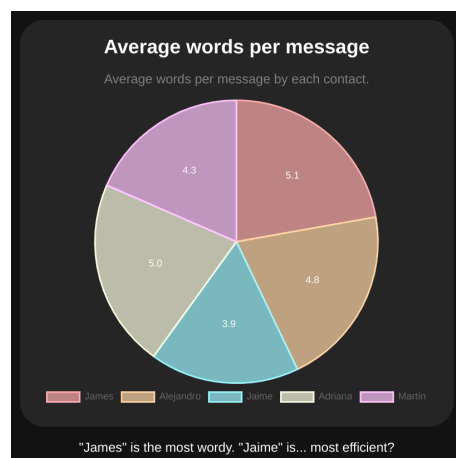 Average words per message
Average words per message by each contact.
4.3
5.1
5.0
4.8
3.9
James Alejandro Jaime Adriana Martín
"James" is the most wordy. "Jaime" is... most efficient?